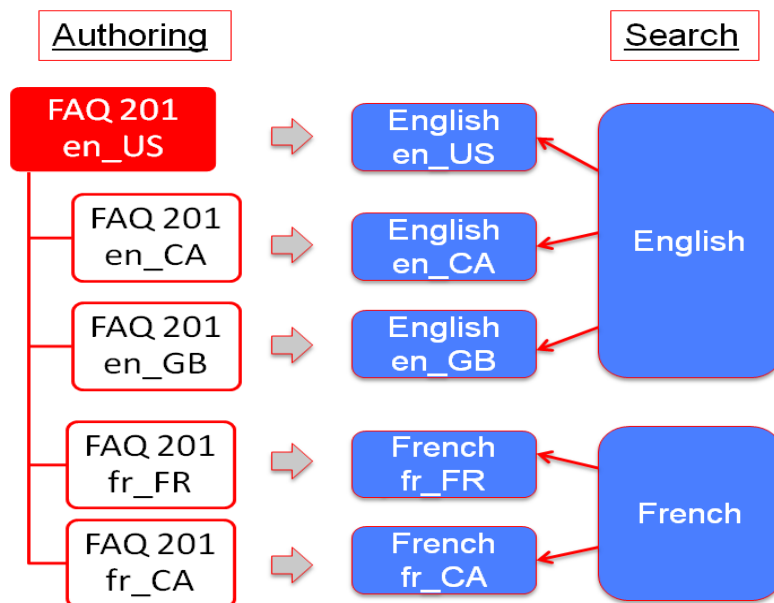 Authoring
Search
FAQ 201
en_US
English
en_US
FAQ 201
en_CA
English
en_CA
English
FAQ 201
en_GB
English
en_GB
FAQ 201
fr_FR
French
fr_FR
French
FAQ 201
fr_CA
French
fr_CA